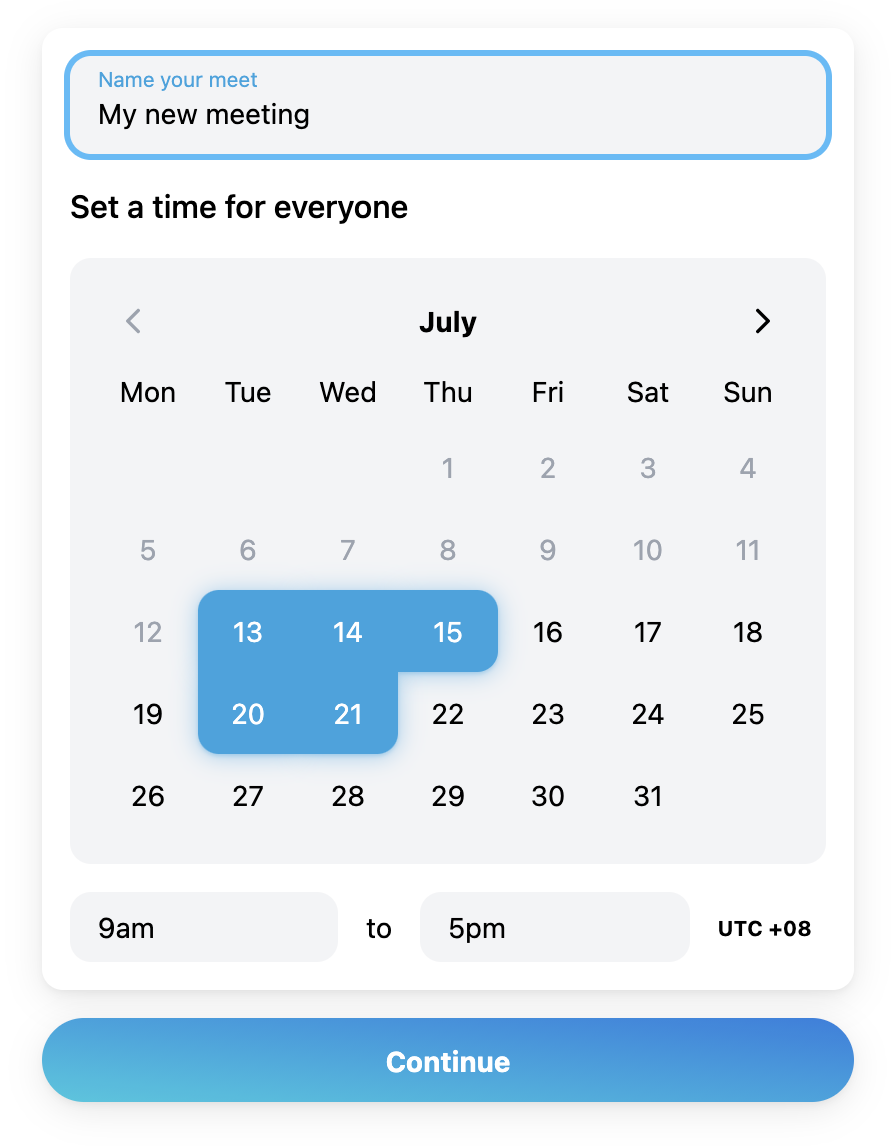 Name your meet
My new meeting
Set a time for everyone
July
Mon Tue Wed Thu Fri Sat Sun
1 2 3 4
5 6 7 8 9 10 11
12 13 14 15 16 17 18
19 20 21 22 23 24 25
26 27 28 29 30 31
9am to 5pm UTC +08
Continue